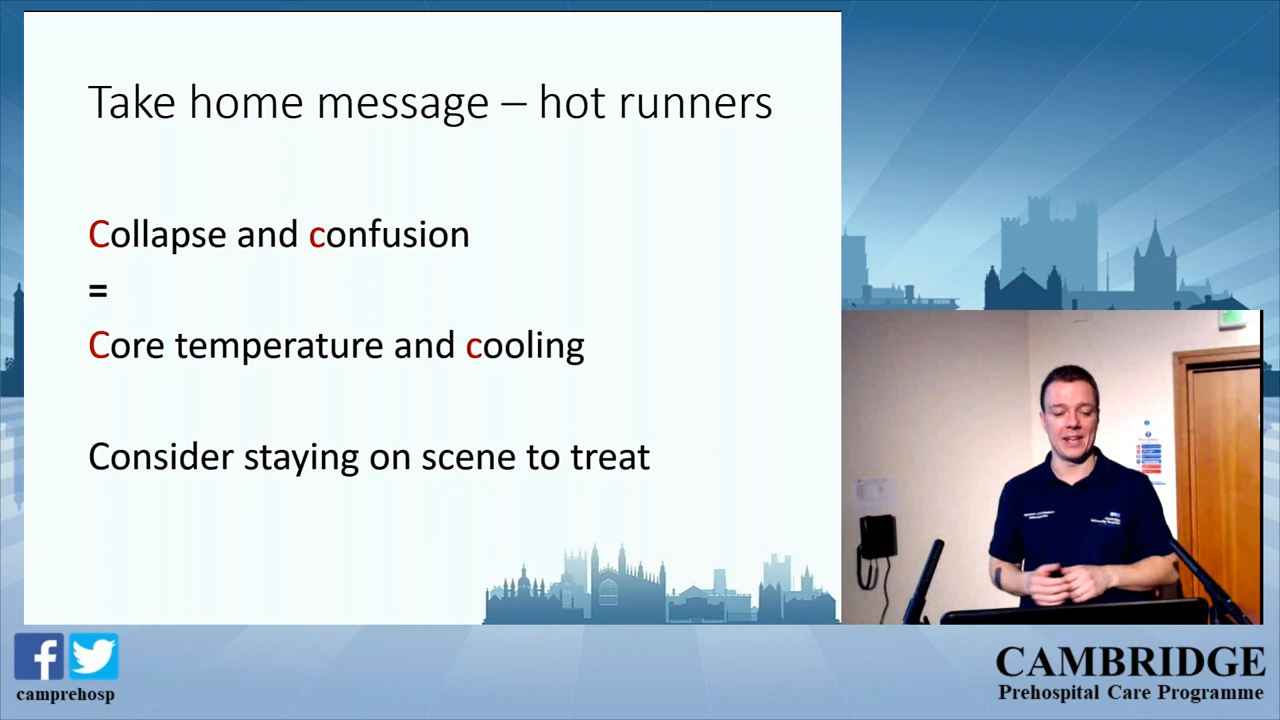 Take home message – hot runners
Collapse and confusion
=
Core temperature and cooling
Consider staying on scene to treat
camprehosp
CAMBRIDGE
Prehospital Care Programme